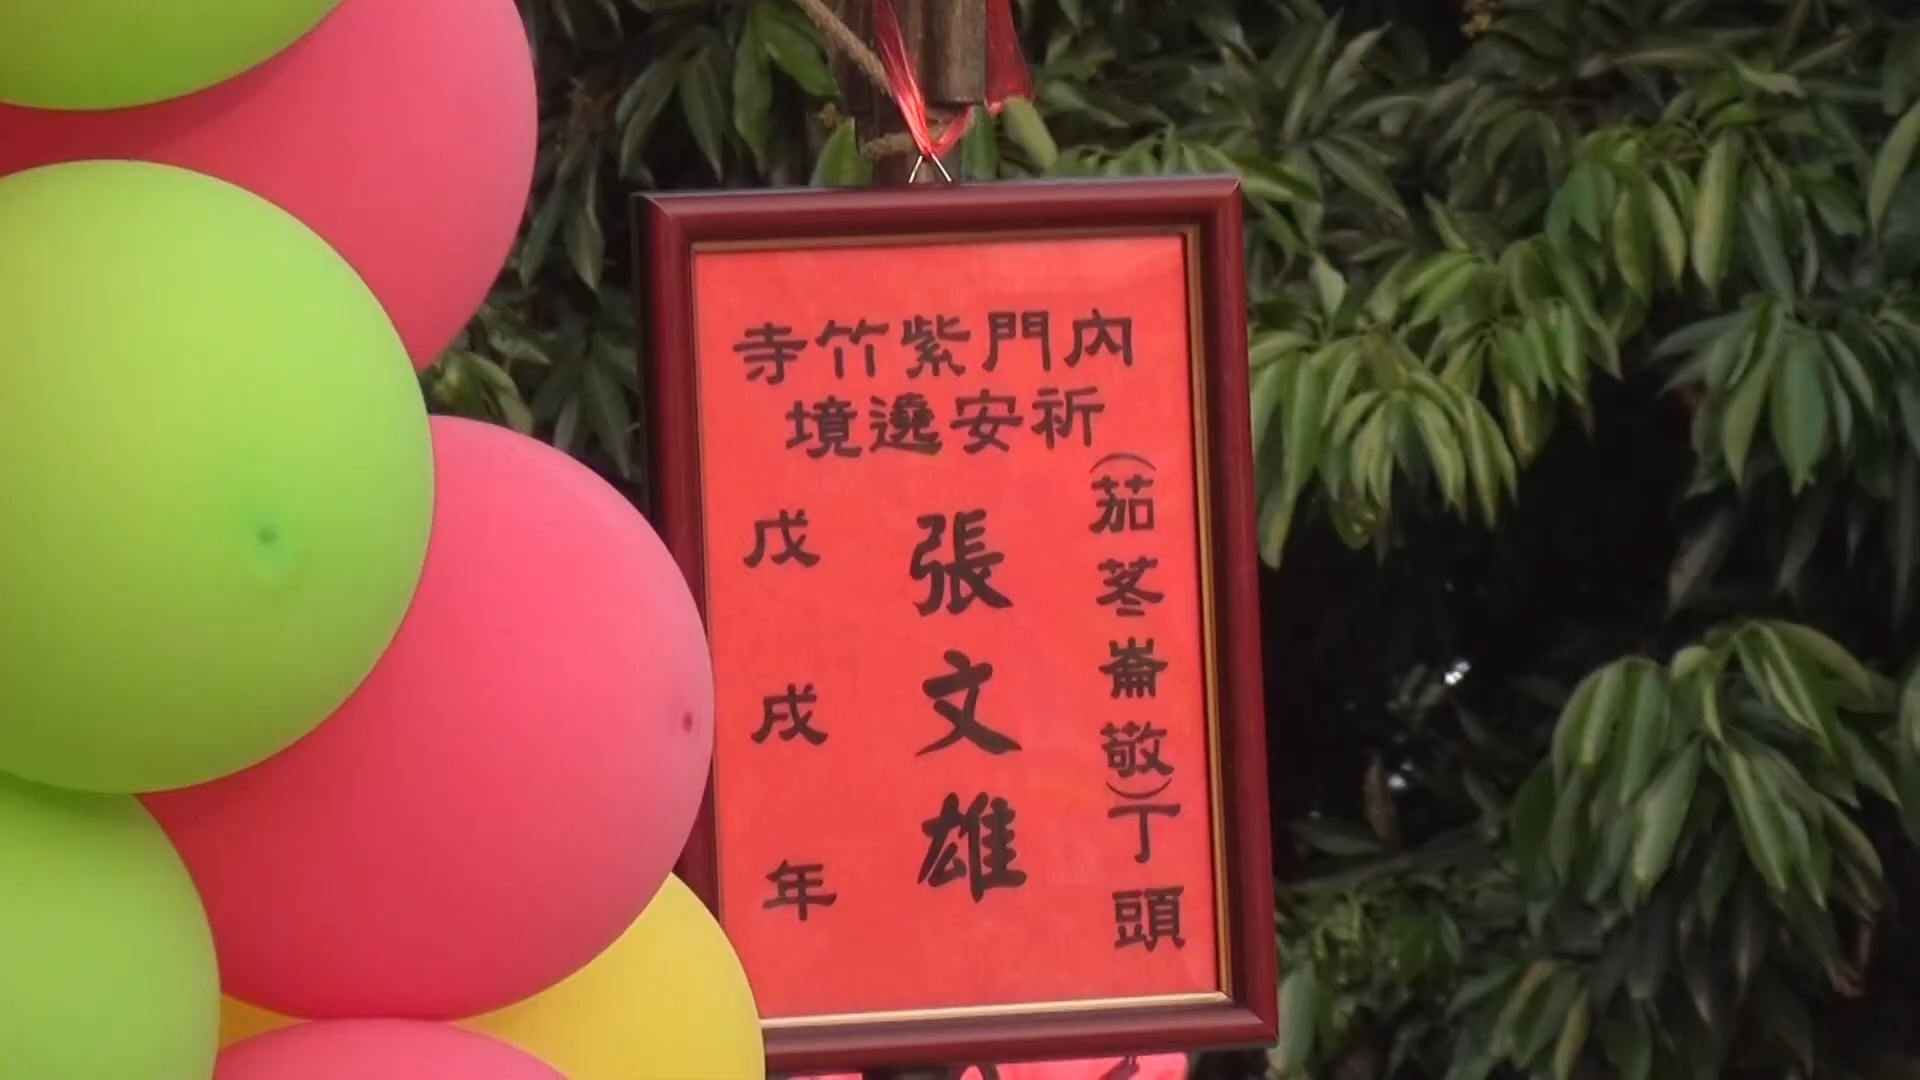 內門紫竹寺
祈安遶境
(茄苳崙敬)丁頭
張文雄
戊戌年